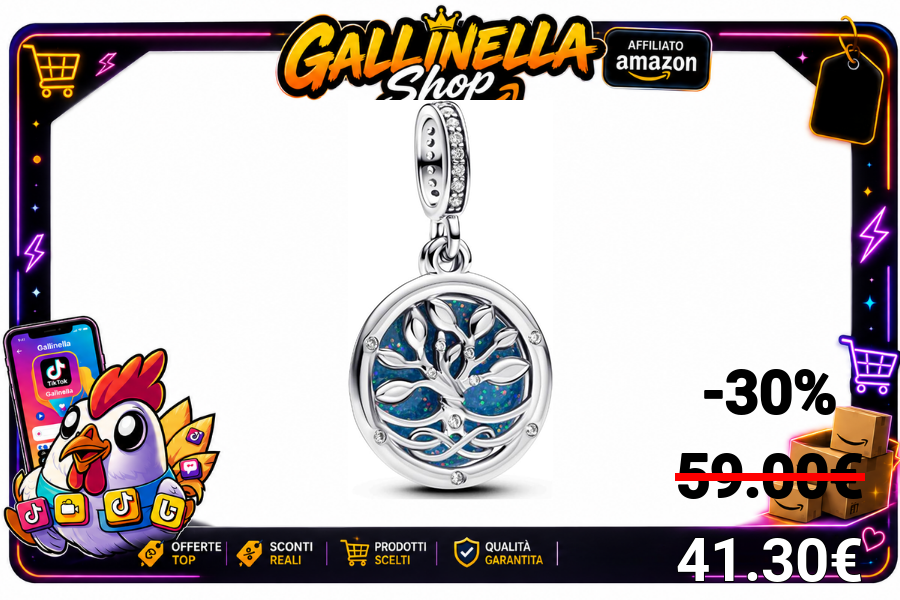 GALLINELLA
Shop
AFFILIATO
amazon
Gallinella
TikTok
Gallinella
-30%
59.00€
41.30€
OFFERTE
TOP
SCONTI
REALI
PRODOTTI
SCELTI
QUALITÀ
GARANTITA